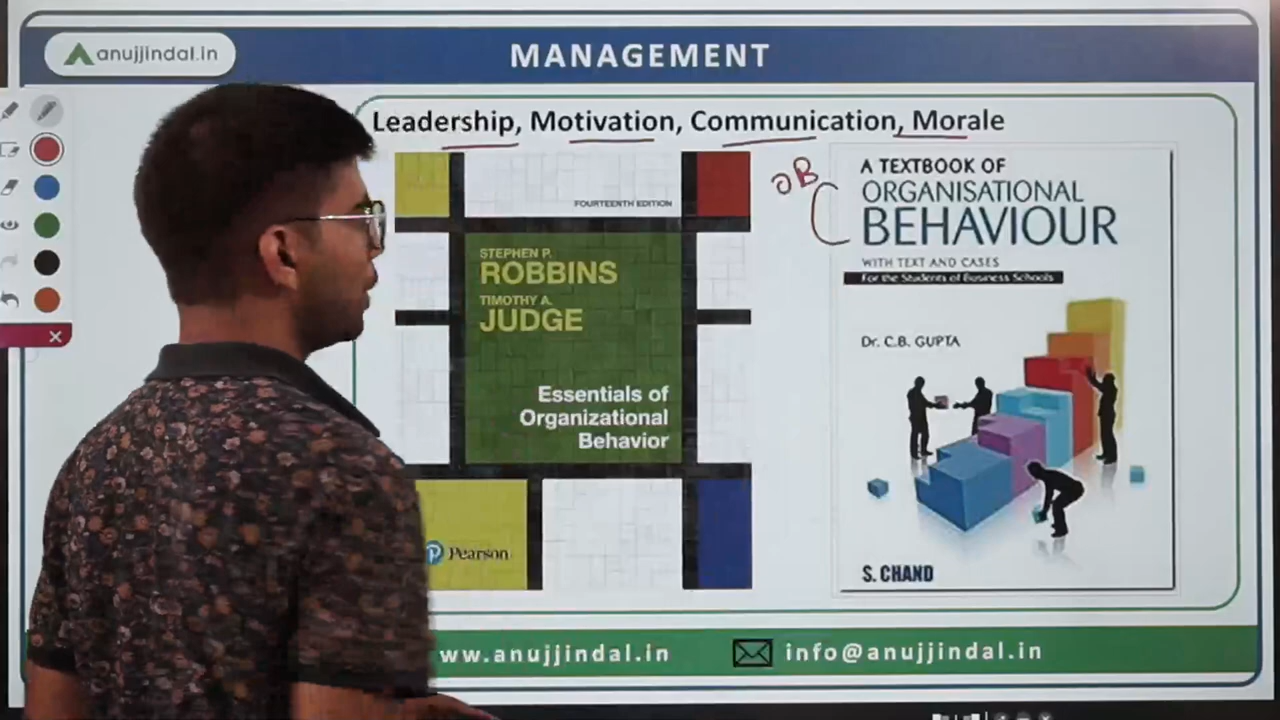 anujjindal.in
MANAGEMENT
Leadership, Motivation, Communication, Morale
FOURTEENTH EDITION
STEPHEN P.
ROBBINS
TIMOTHY A.
JUDGE
Essentials of
Organizational
Behavior
Pearson
OB
A TEXTBOOK OF
ORGANISATIONAL
BEHAVIOUR
WITH TEXT AND CASES
For the Students of Business Schools
Dr. C.B. GUPTA
S. CHAND
ww.anujjindal.in
info@anujjindal.in